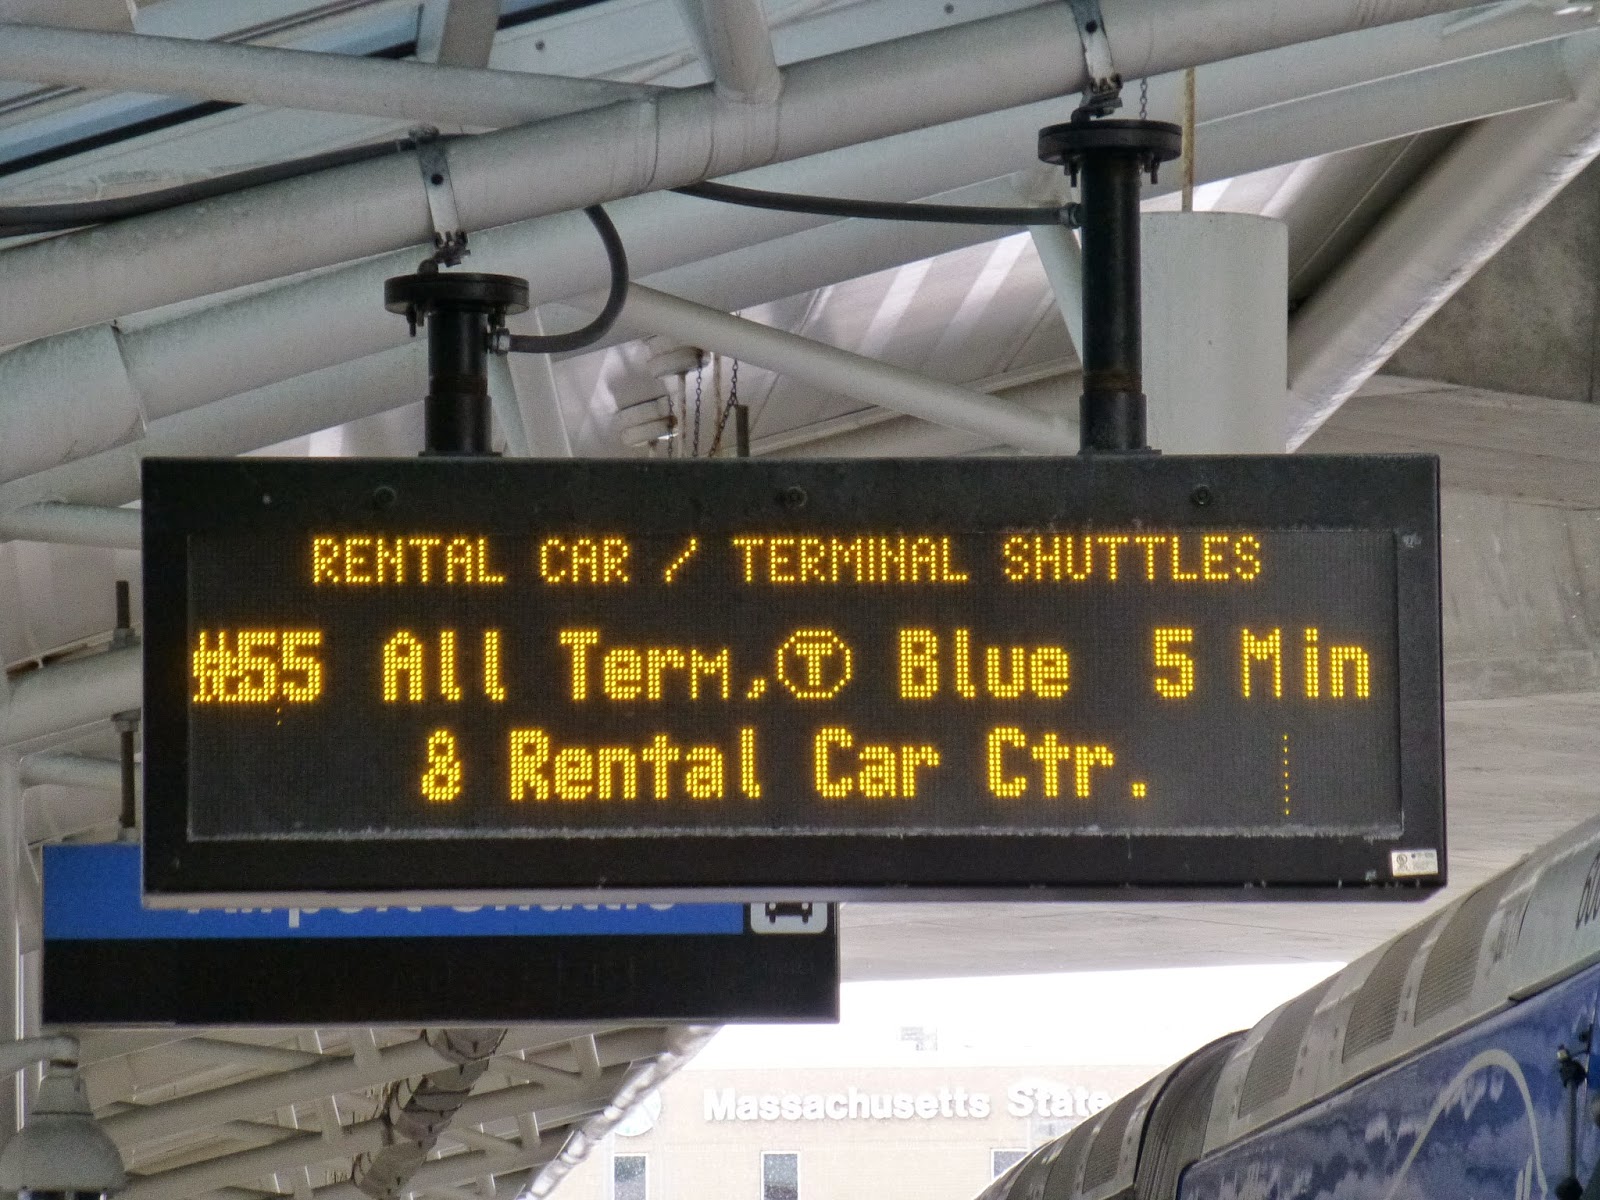 RENTAL CAR / TERMINAL SHUTTLES
#55 All Term,Ⓣ Blue 5 Min
& Rental Car Ctr.
Massachusetts State